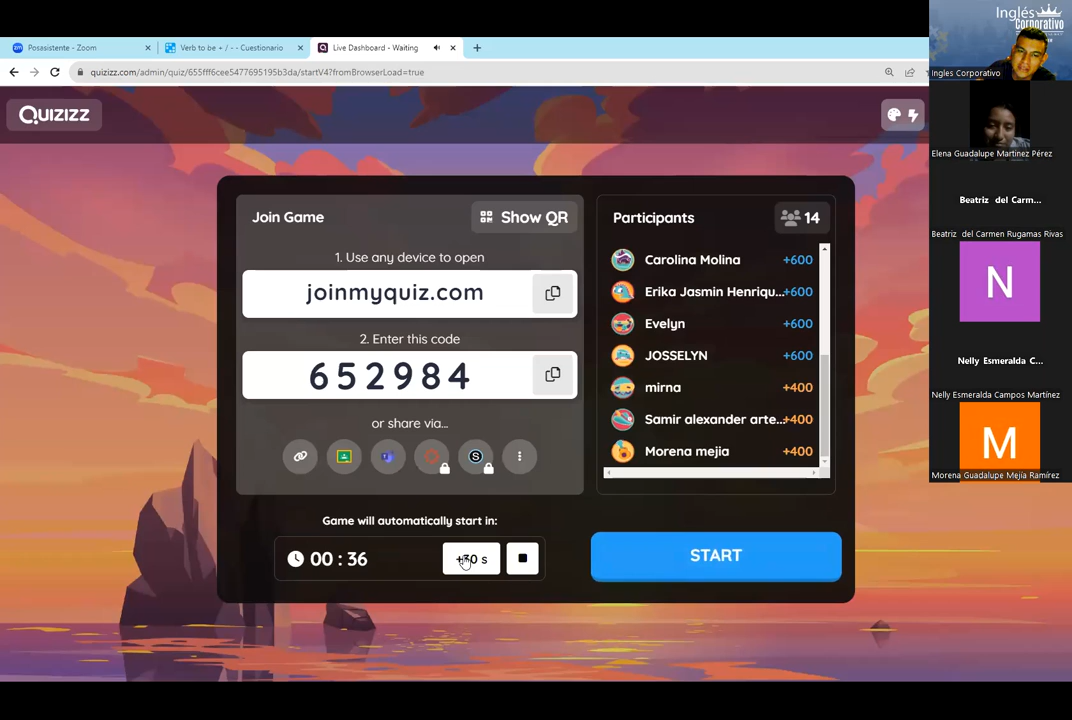 Posasistente - Zoom
Verb to be + / - - Cuestionario
Live Dashboard - Waiting
quizizz.com/admin/quiz/655fff6cee5477695195b3da/startV4?fromBrowserLoad=true
Quizizz
Join Game
Show QR
1. Use any device to open
joinmyquiz.com
2. Enter this code
652984
or share via...
Game will automatically start in:
00 : 36
Participants
14
Carolina Molina +600
Erika Jasmin Henriqu... +600
Evelyn +600
JOSSELYN +600
mirna +400
Samir alexander arte... +400
Morena mejia +400
START
Inglés
Corporativo
Ingles Corporativo
Elena Guadalupe Martinez Pérez
Beatriz del Carm...
Beatriz del Carmen Rugamas Rivas
N
Nelly Esmeralda C...
Nelly Esmeralda Campos Martínez
M
Morena Guadalupe Mejía Ramírez